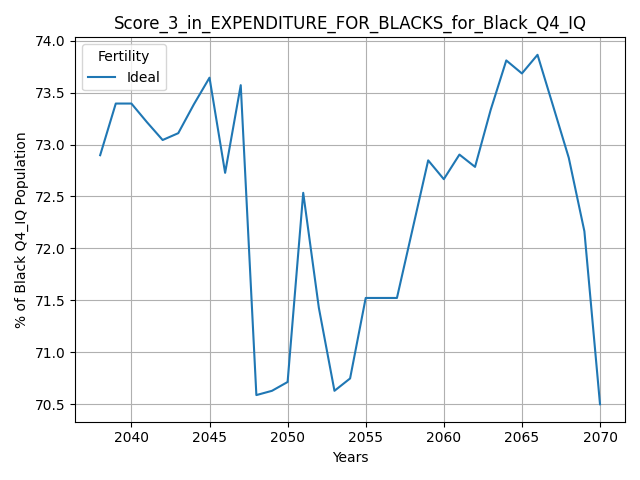 Score_3_in_EXPENDITURE_FOR_BLACKS_for_Black_Q4_IQ
Fertility
Ideal
% of Black Q4_IQ Population
74.0
73.5
73.0
72.5
72.0
71.5
71.0
70.5
2040 2045 2050 2055 2060 2065 2070
Years